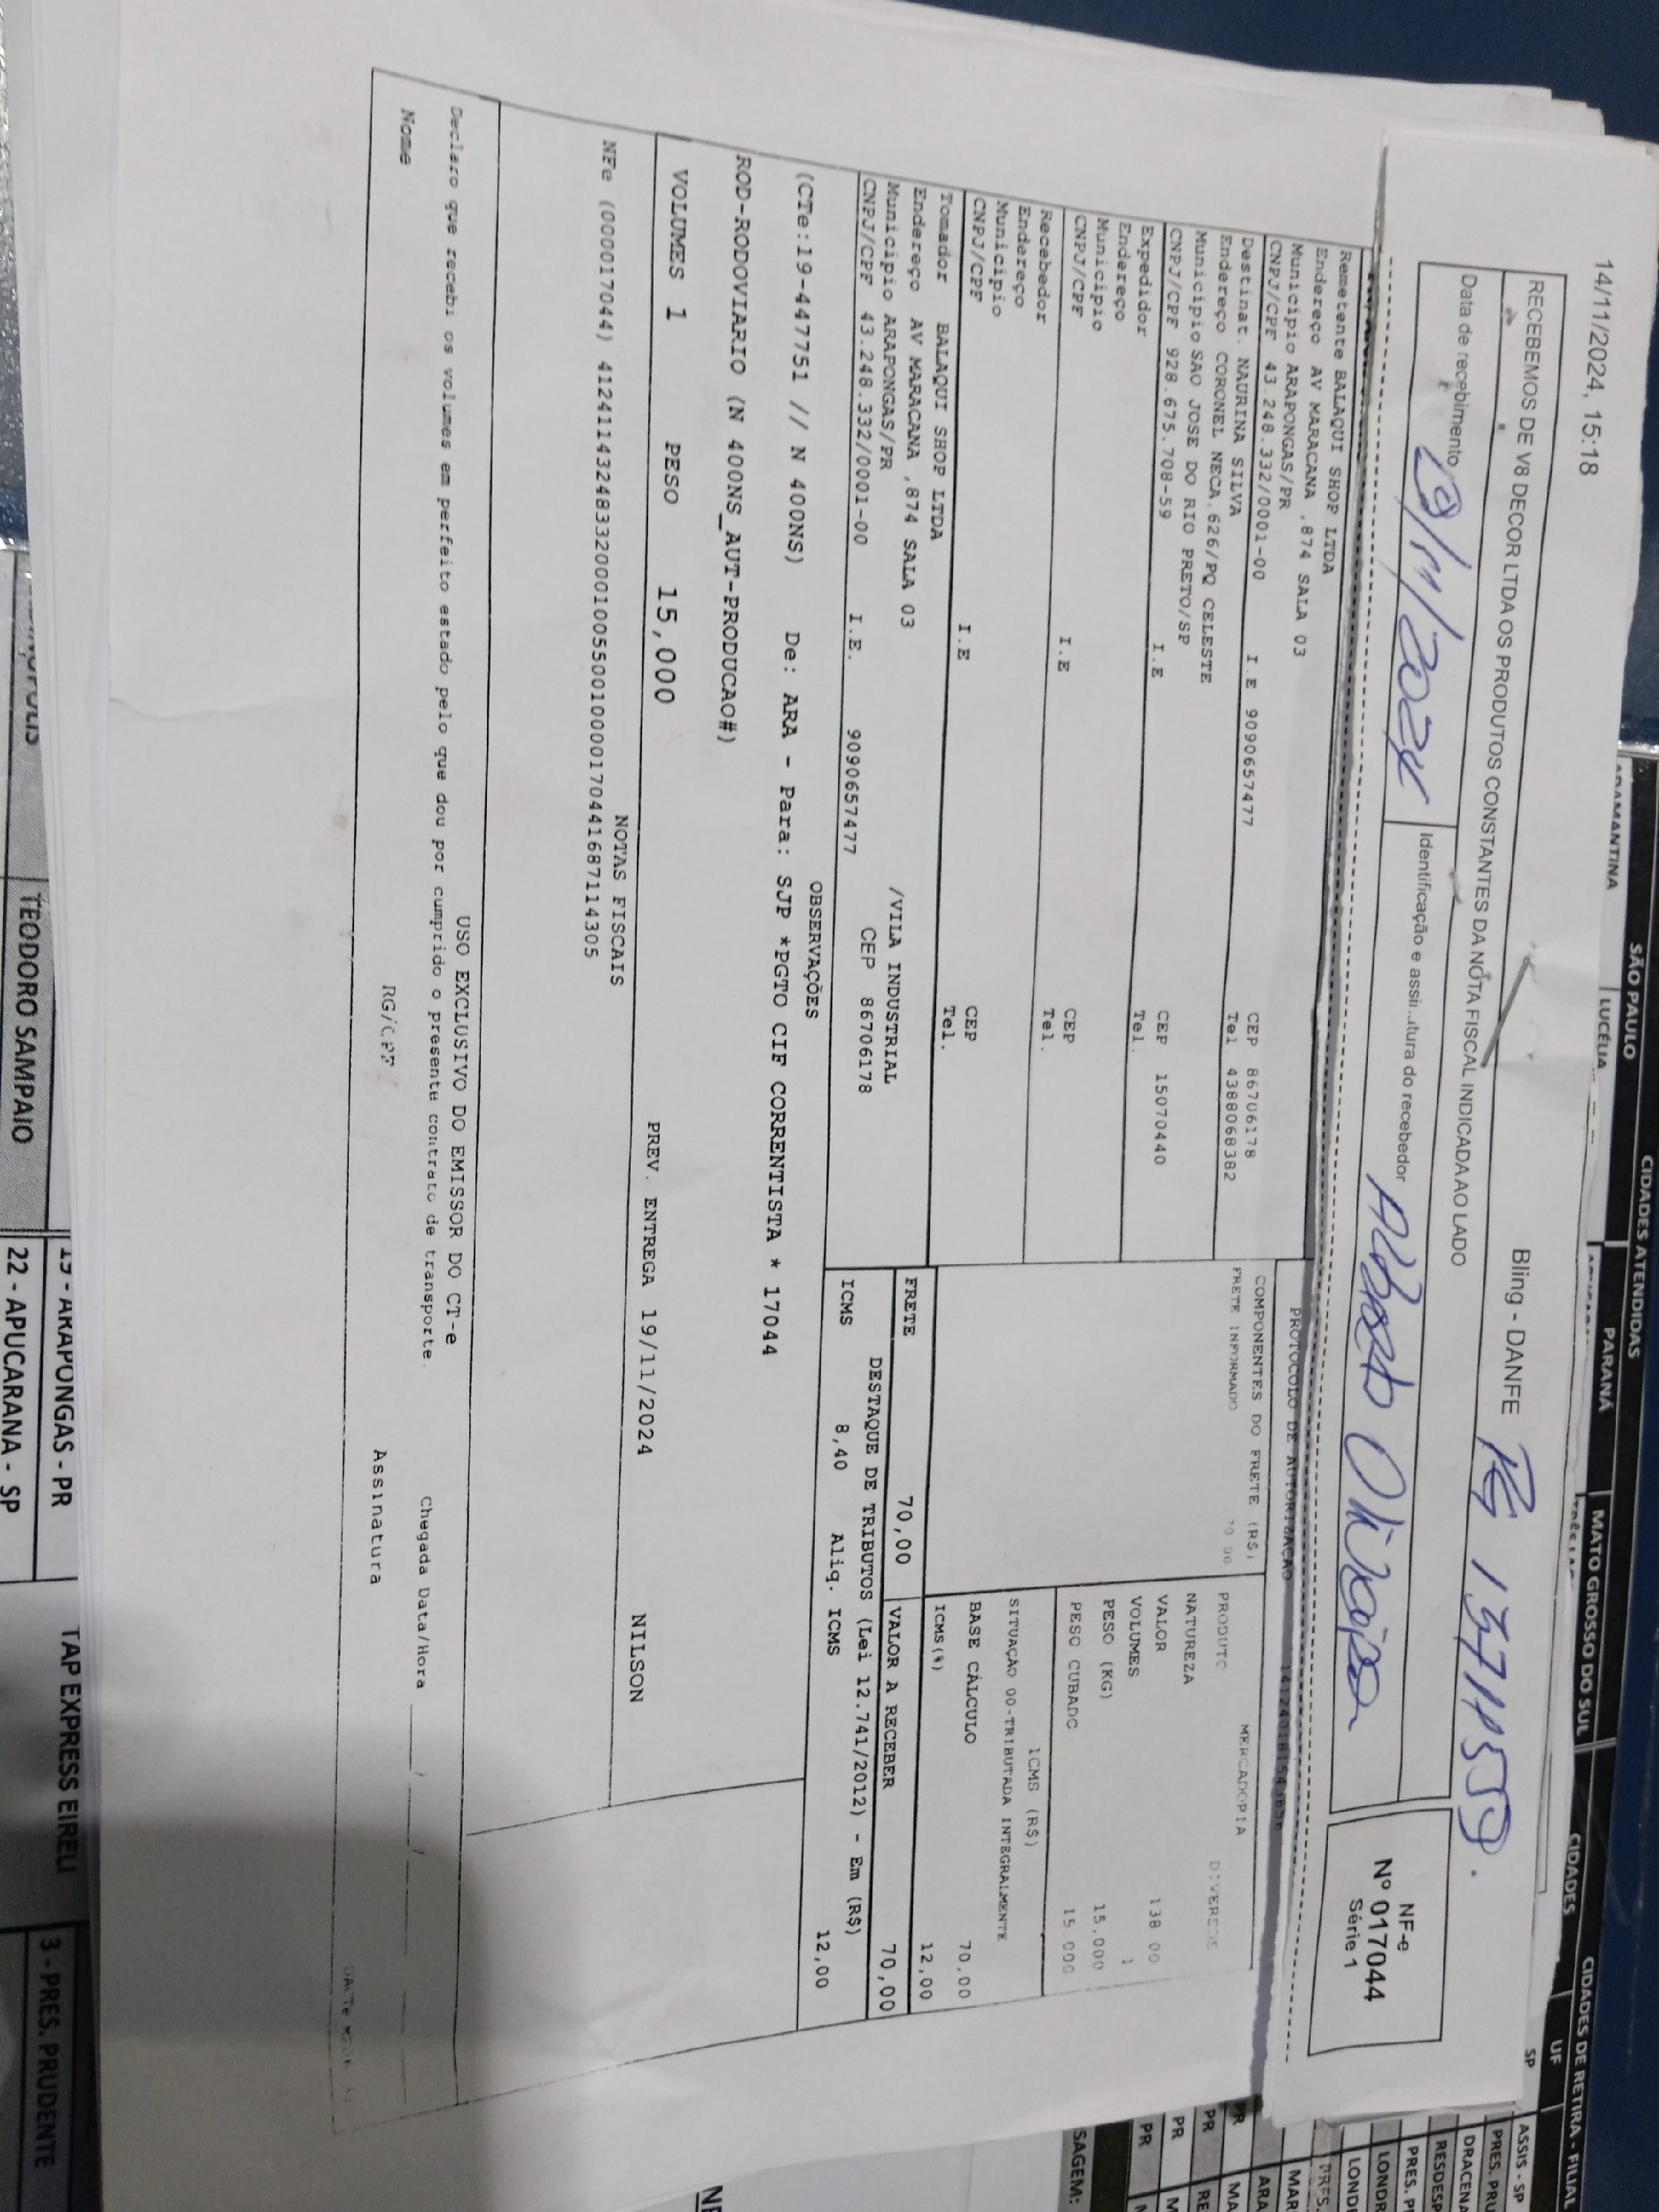 14/11/2024, 15:18
Bling - DANFE
RG 1371159.
RECEBEMOS DE V8 DECOR LTDA OS PRODUTOS CONSTANTES DA NOTA FISCAL INDICADA AO LADO
Data de recebimento
Identificação e assinatura do recebedor
Alberto Oliveira
NF-e
Nº 017044
Série 1
PROTOCOLO DE AUTORIZAÇÃO
Remetente BALAQUI SHOP LTDA
Endereço AV MARACANA ,874 SALA 03
Município ARAPONGAS/PR
CEP 86706178
CNPJ/CPF 43.248.332/0001-00 I.E 9090657477
Tel. 4388068382
Destinat. NAURINA SILVA
Endereço CORONEL NECA,626/PQ CELESTE
Município SAO JOSE DO RIO PRETO/SP
CEP 15070440
CNPJ/CPF 928.675.708-59 I.E
Tel.
Expedidor
Endereço
Município
CEP
CNPJ/CPF I.E
Tel.
Recebedor
Endereço
Município
CEP
CNPJ/CPF I.E
Tel.
Tomador BALAQUI SHOP LTDA
Endereço AV MARACANA ,874 SALA 03 /VILA INDUSTRIAL
Município ARAPONGAS/PR CEP 86706178
CNPJ/CPF 43.248.332/0001-00 I.E. 9090657477
COMPONENTES DO FRETE (R$)
FRETE INFORMADO
MERCADORIA
PRODUTO DIVERSOS
NATUREZA
VALOR 138,00
VOLUMES 1
PESO (KG) 15,000
PESO CUBADO 15,000
ICMS (R$)
SITUAÇÃO 00-TRIBUTADA INTEGRALMENTE
BASE CÁLCULO 70,00
ICMS(%) 12,00
FRETE 70,00
VALOR A RECEBER 70,00
DESTAQUE DE TRIBUTOS (Lei 12.741/2012) - Em (R$)
ICMS 8,40 Aliq. ICMS 12,00
OBSERVAÇÕES
(CTe:19-447751 // N 400NS) De: ARA - Para: SJP *PGTO CIF CORRENTISTA * 17044
ROD-RODOVIARIO (N 400NS_AUT-PRODUCAO#)
VOLUMES 1 PESO 15,000 PREV. ENTREGA 19/11/2024 NILSON
NOTAS FISCAIS
NFe (000017044) 41241143248332000100550010000170441687114305
USO EXCLUSIVO DO EMISSOR DO CT-e
Declaro que recebi os volumes em perfeito estado pelo que dou por cumprido o presente contrato de transporte.
Chegada Data/Hora / /
Nome RG/CPF Assinatura
CIDADES ATENDIDAS
SÃO PAULO PARANÁ MATO GROSSO DO SUL
LUCÉLIA
CIDADES
CIDADES DE RETIRA - FILIAL
UF
SP
ASSIS - SP
TEODORO SAMPAIO
ARAPONGAS - PR
22 - APUCARANA - SP
TAP EXPRESS EIRELI
3 - PRES. PRUDENTE